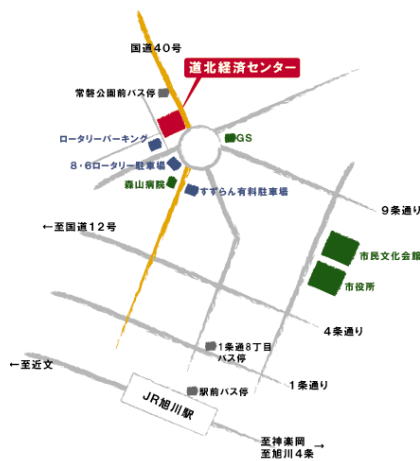 国道40号
道北経済センター
常磐公園前バス停
ロータリーパーキング
GS
8・6ロータリー駐車場
森山病院
すずらん有料駐車場
9条通り
←至国道12号
市民文化会館
市役所
4条通り
1条通8丁目
バス停
←至近文
1条通り
駅前バス停
JR旭川駅
至神楽岡
至旭川4条 →